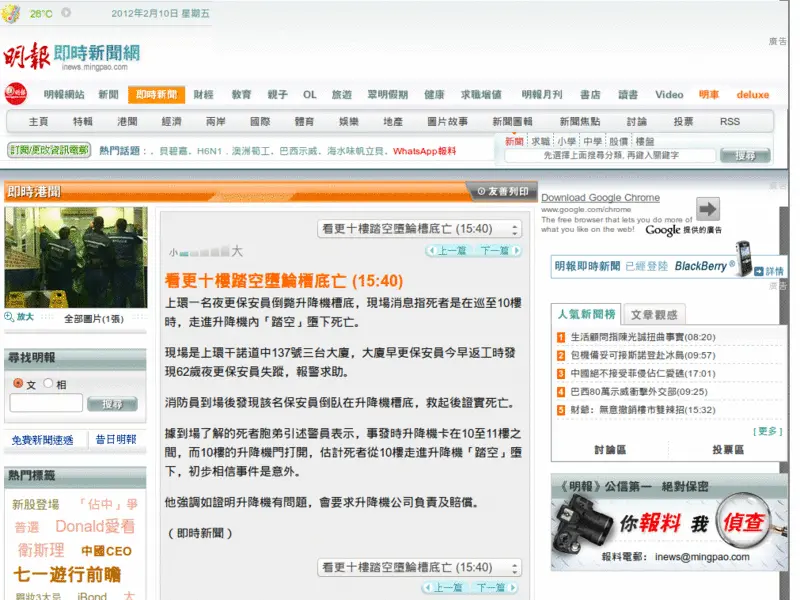 28°C
2012年2月10日 星期五
廣告
明報 即時新聞網
inews.mingpao.com
明報網站 新聞 即時新聞 財經 教育 親子 OL 旅遊 翠明假期 健康 求職增值 明報月刊 書店 讀書 Video 明車 deluxe
主頁 特輯 港聞 經濟 兩岸 國際 體育 娛樂 地產 圖片故事 新聞圖輯 新聞焦點 討論 投票 RSS
訂閱/更改資訊電郵
熱門話題：、貝碧嘉、H6N1﹑澳洲葡工、巴西示威、海水味帆立貝、WhatsApp報料
新聞 求職 小學 中學 股價 樓盤
先選擇上面搜尋分類, 再鍵入關鍵字
搜尋
即時港聞
友善列印
放大
全部圖片(1張)
尋找明報
文 相
搜尋
免費新聞速遞
昔日明報
熱門標籤
新股登場 「佔中」爭
普選 Donald愛看
衛斯理 中國CEO
七一遊行前瞻
iBond 大
看更十樓踏空墮𨋢槽底亡 (15:40)
小 大
上一篇 下一篇
看更十樓踏空墮𨋢槽底亡 (15:40)
上環一名夜更保安員倒斃升降機槽底，現場消息指死者是在巡至10樓
時，走進升降機內「踏空」墮下死亡。
現場是上環干諾道中137號三台大廈，大廈早更保安員今早返工時發
現62歲夜更保安員失蹤，報警求助。
消防員到場後發現該名保安員倒臥在升降機槽底，救起後證實死亡。
據到場了解的死者胞弟引述警員表示，事發時升降機卡在10至11樓之
間，而10樓的升降機門打開，估計死者從10樓走進升降機「踏空」墮
下，初步相信事件是意外。
他強調如證明升降機有問題，會要求升降機公司負責及賠償。
（即時新聞）
看更十樓踏空墮𨋢槽底亡 (15:40)
上一篇 下一篇
Download Google Chrome
www.google.com/chrome
The free browser that lets you do more of
what you like on the web!
Google 提供的廣告
明報即時新聞 已經登陸 BlackBerry®
詳情
廣告
人氣新聞榜 文章觀感
1 生活顧問指陳光誠扭曲事實(08:20)
2 包機備妥可接斯諾登赴冰島(09:57)
3 中國絕不接受菲侵佔仁愛礁(17:01)
4 巴西80萬示威衝擊外交部(09:25)
5 財爺：無意撤銷樓市雙辣招(15:32)
[ 更多 ]
討論區 投票區
《明報》公信第一 絕對保密
你報料 我 偵查
報料電郵： inews@mingpao.com